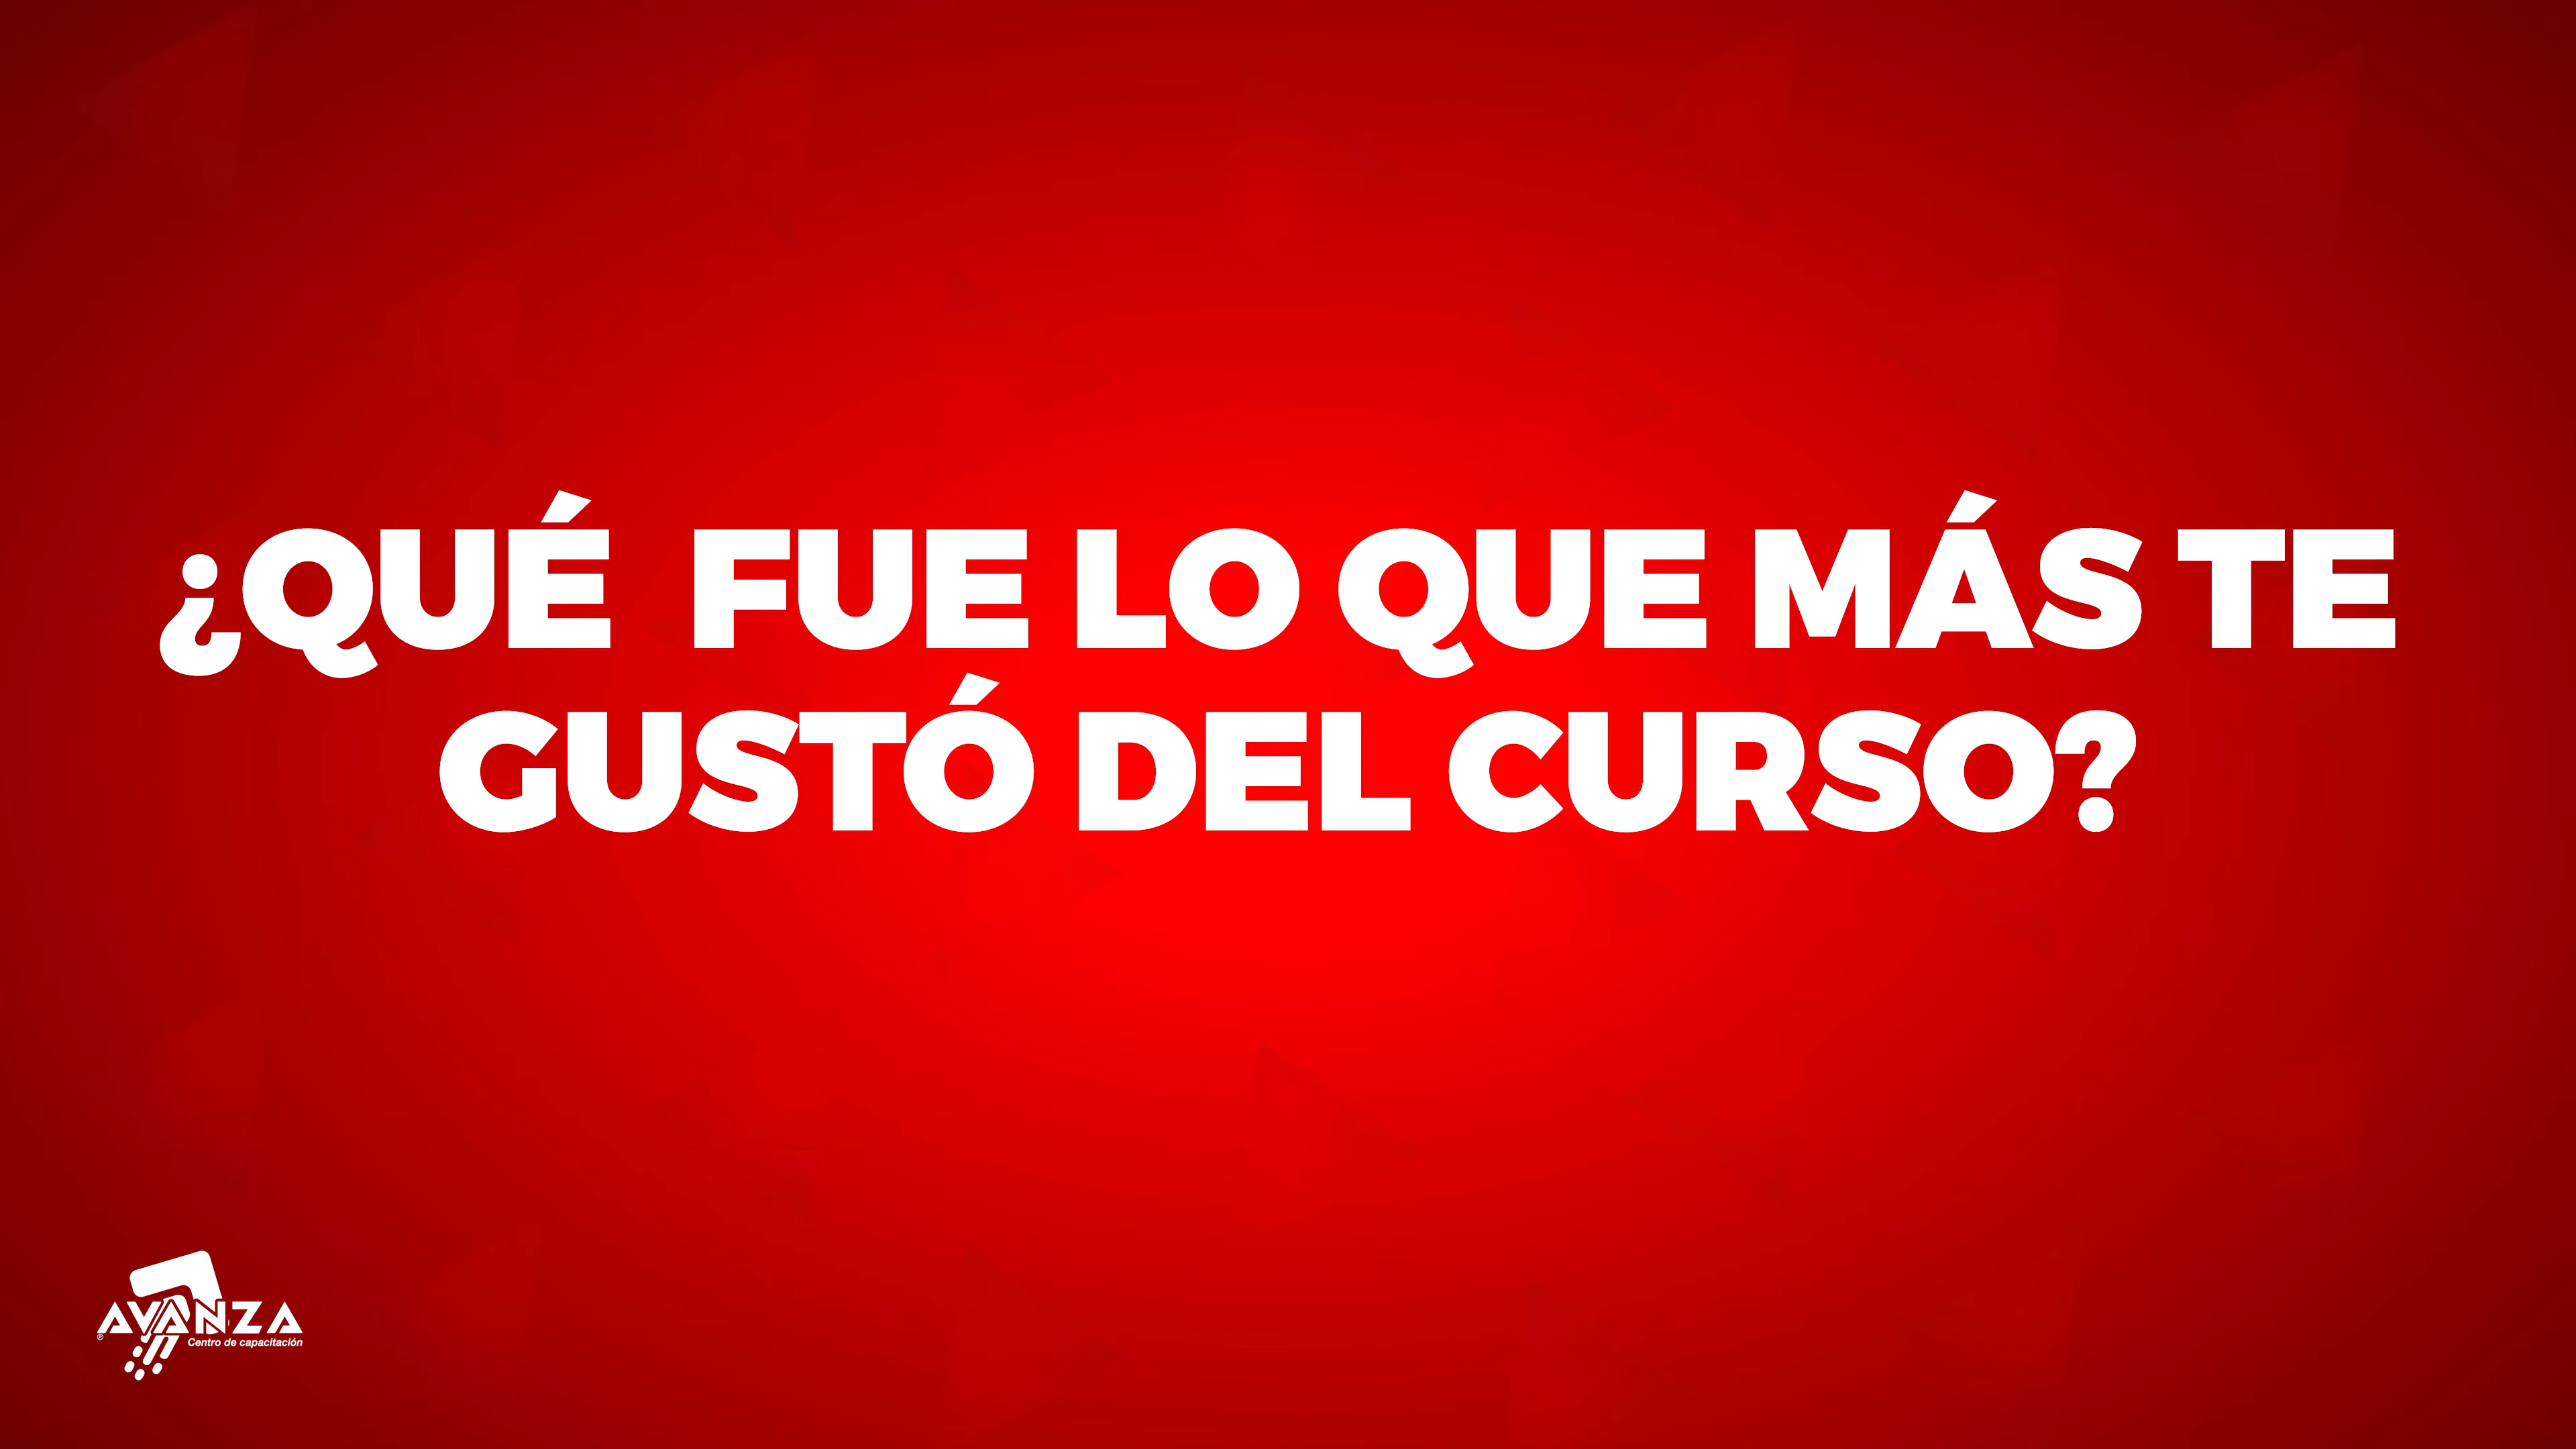 ¿QUÉ  FUE LO QUE MÁS TE
GUSTÓ DEL CURSO?
AVANZA
®
Centro de capacitación